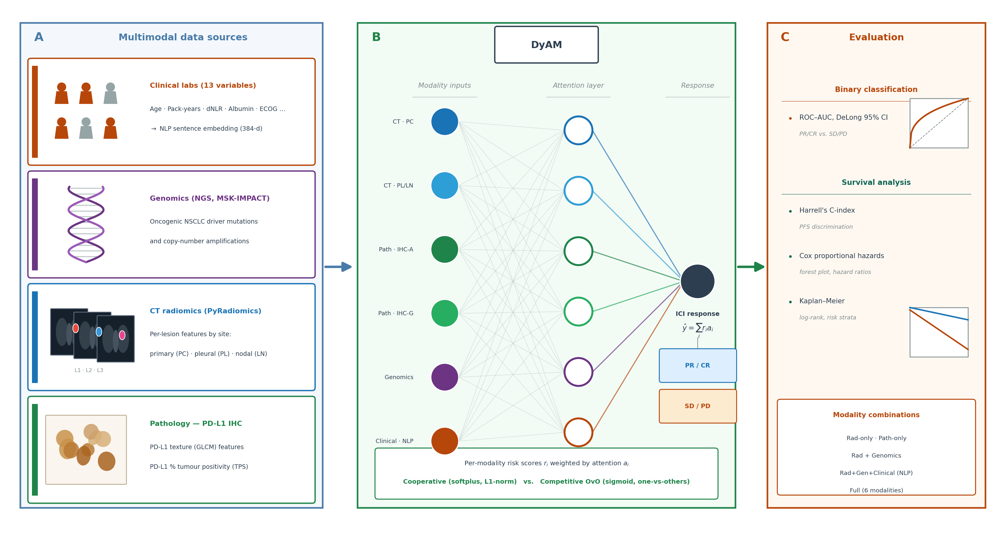 A
Multimodal data sources
Clinical labs (13 variables)
Age · Pack-years · dNLR · Albumin · ECOG ...
→ NLP sentence embedding (384-d)
Genomics (NGS, MSK-IMPACT)
Oncogenic NSCLC driver mutations
and copy-number amplifications
CT radiomics (PyRadiomics)
Per-lesion features by site:
primary (PC) · pleural (PL) · nodal (LN)
L1 · L2 · L3
Pathology — PD-L1 IHC
PD-L1 texture (GLCM) features
PD-L1 % tumour positivity (TPS)
B
DyAM
Modality inputs
Attention layer
Response
CT · PC
CT · PL/LN
Path · IHC-A
Path · IHC-G
Genomics
Clinical · NLP
ICI response
ŷ = ∑ᵢ rᵢaᵢ
PR / CR
SD / PD
Per-modality risk scores rᵢ weighted by attention aᵢ
Cooperative (softplus, L1-norm) vs. Competitive OvO (sigmoid, one-vs-others)
C
Evaluation
Binary classification
• ROC–AUC, DeLong 95% CI
PR/CR vs. SD/PD
Survival analysis
• Harrell's C-index
PFS discrimination
• Cox proportional hazards
forest plot, hazard ratios
• Kaplan–Meier
log-rank, risk strata
Modality combinations
Rad-only · Path-only
Rad + Genomics
Rad+Gen+Clinical (NLP)
Full (6 modalities)